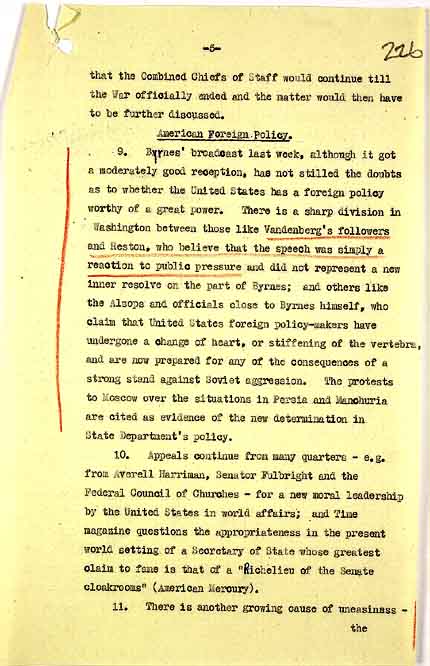 -5-
226
that the Combined Chiefs of Staff would continue till
the War officially ended and the matter would then have
to be further discussed.
American Foreign Policy.
9. Byrnes' broadcast last week, although it got
a moderately good reception, has not stilled the doubts
as to whether the United States has a foreign policy
worthy of a great power. There is a sharp division in
Washington between those like Vandenberg's followers
and Reston, who believe that the speech was simply a
reaction to public pressure and did not represent a new
inner resolve on the part of Byrnes; and others like
the Alsops and officials close to Byrnes himself, who
claim that United States foreign policy-makers have
undergone a change of heart, or stiffening of the vertebra,
and are now prepared for any of the consequences of a
strong stand against Soviet aggression. The protests
to Moscow over the situations in Persia and Manchuria
are cited as evidence of the new determination in
State Department's policy.
10. Appeals continue from many quarters - e.g.
from Averell Harriman, Senator Fulbright and the
Federal Council of Churches - for a new moral leadership
by the United States in world affairs; and Time
magazine questions the appropriateness in the present
world setting of a Secretary of State whose greatest
claim to fame is that of a "Richelieu of the Senate
cloakrooms" (American Mercury).
11. There is another growing cause of uneasiness -
the